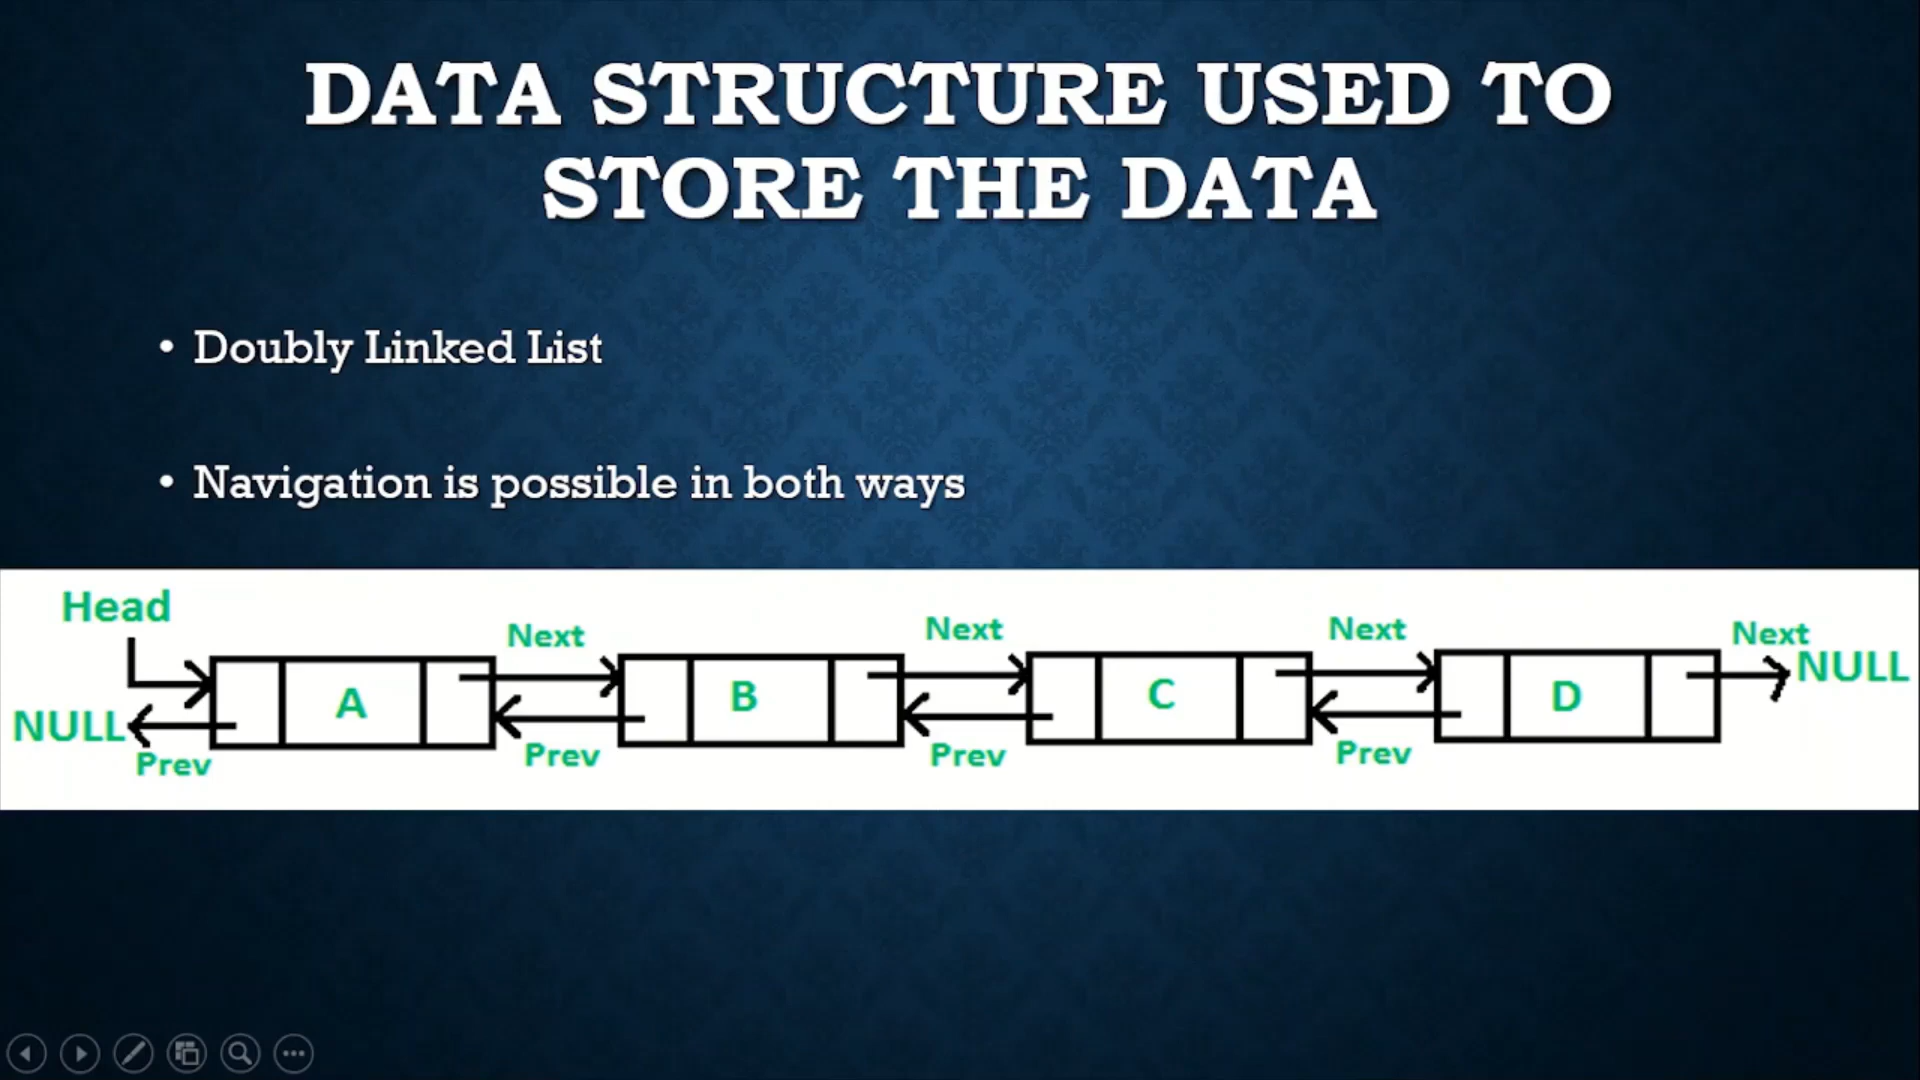 DATA STRUCTURE USED TO
STORE THE DATA
• Doubly Linked List
• Navigation is possible in both ways
Head
Next
Next
Next
Next
A
B
C
D
NULL
NULL
Prev
Prev
Prev
Prev